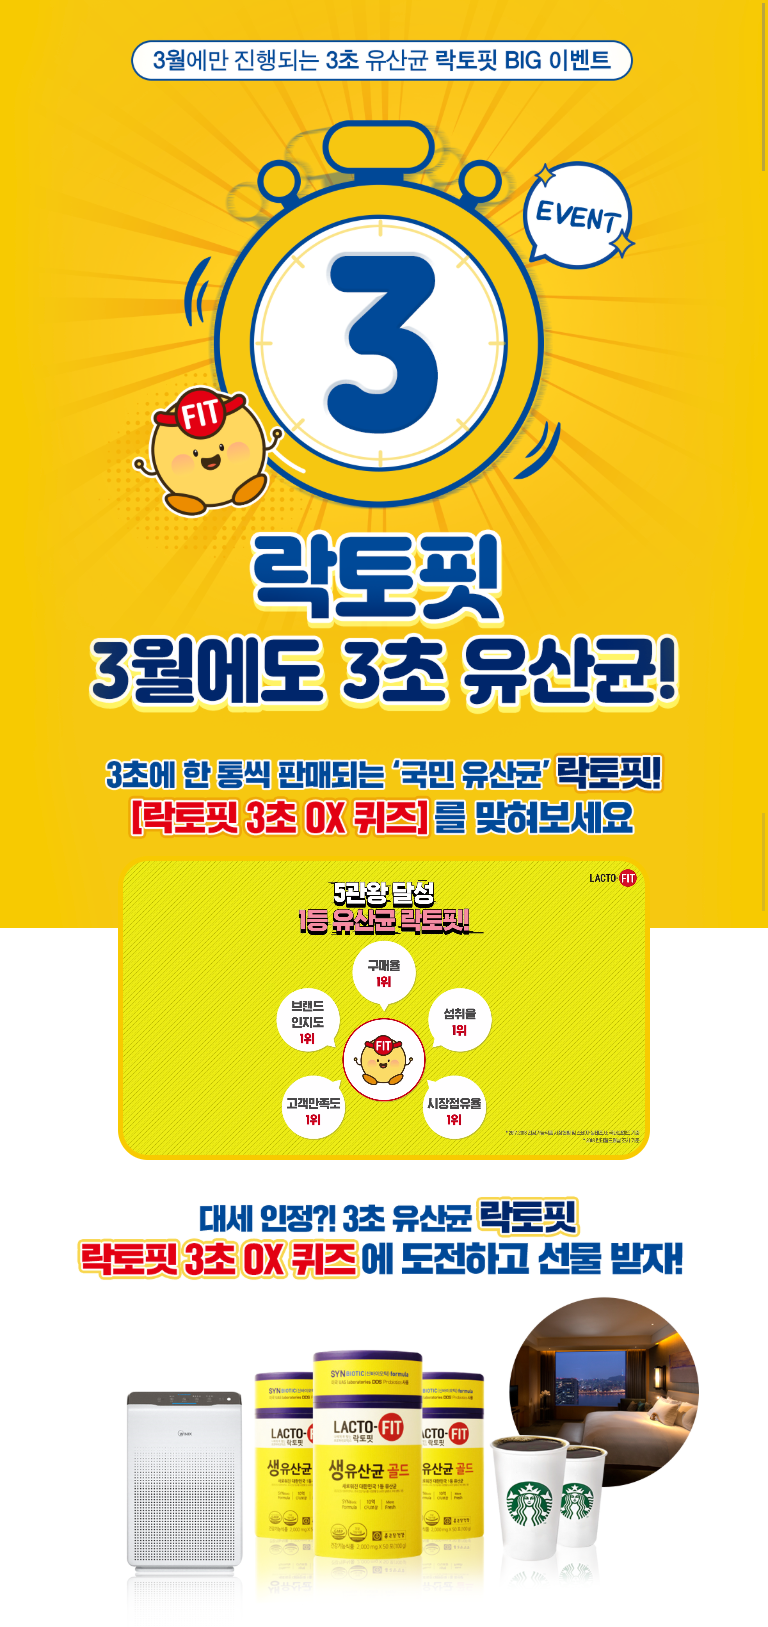 3월에만 진행되는 3초 유산균 락토핏 BIG 이벤트
EVENT
3
FIT
락토핏
3월에도 3초 유산균!
3초에 한 통씩 판매되는 '국민 유산균' 락토핏!
[락토핏 3초 OX 퀴즈]를 맞혀보세요
LACTO-FIT
5관왕 달성
1등 유산균 락토핏!
구매율
1위
브랜드
인지도
1위
섭취율
1위
FIT
고객만족도
1위
시장점유율
1위
대세 인정?! 3초 유산균 락토핏
락토핏 3초 OX 퀴즈에 도전하고 선물 받자!
SYNBIOTIC formula
LACTO-FIT
락토핏
생유산균 골드